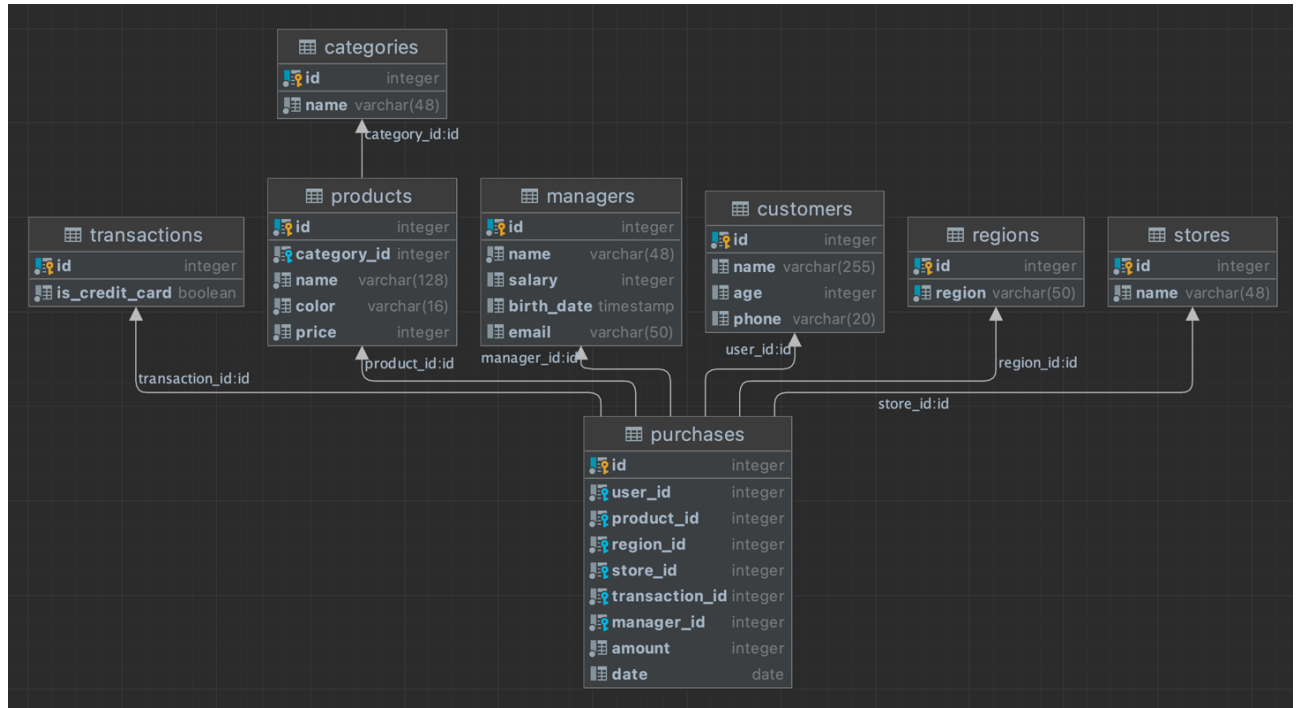 categories
id integer
name varchar(48)
category_id:id
products
id integer
category_id integer
name varchar(128)
color varchar(16)
price integer
managers
id integer
name varchar(48)
salary integer
birth_date timestamp
email varchar(50)
customers
id integer
name varchar(255)
age integer
phone varchar(20)
transactions
id integer
is_credit_card boolean
regions
id integer
region varchar(50)
stores
id integer
name varchar(48)
transaction_id:id
product_id:id
manager_id:id
user_id:id
region_id:id
store_id:id
purchases
id integer
user_id integer
product_id integer
region_id integer
store_id integer
transaction_id integer
manager_id integer
amount integer
date date